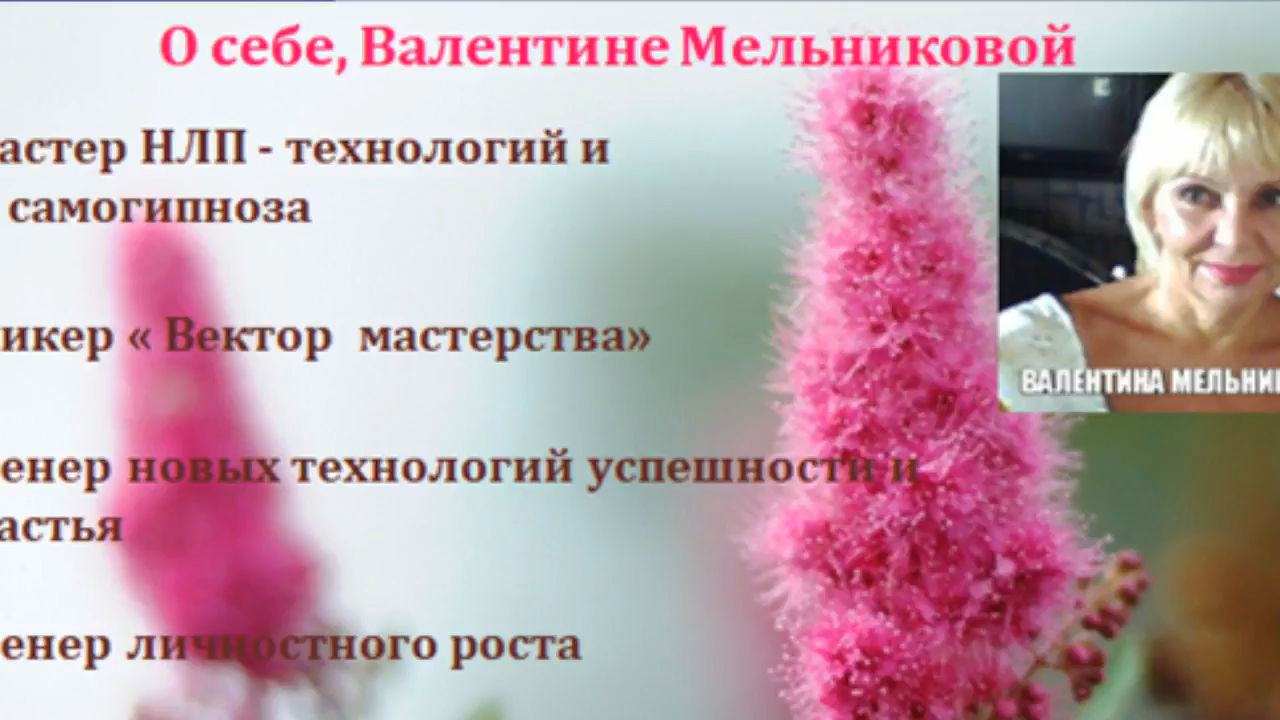 О себе, Валентине Мельниковой
астер НЛП - технологий и
самогипноза
икер « Вектор мастерства»
енер новых технологий успешности и
астья
енер личностного роста
ВАЛЕНТИНА МЕЛЬНИ